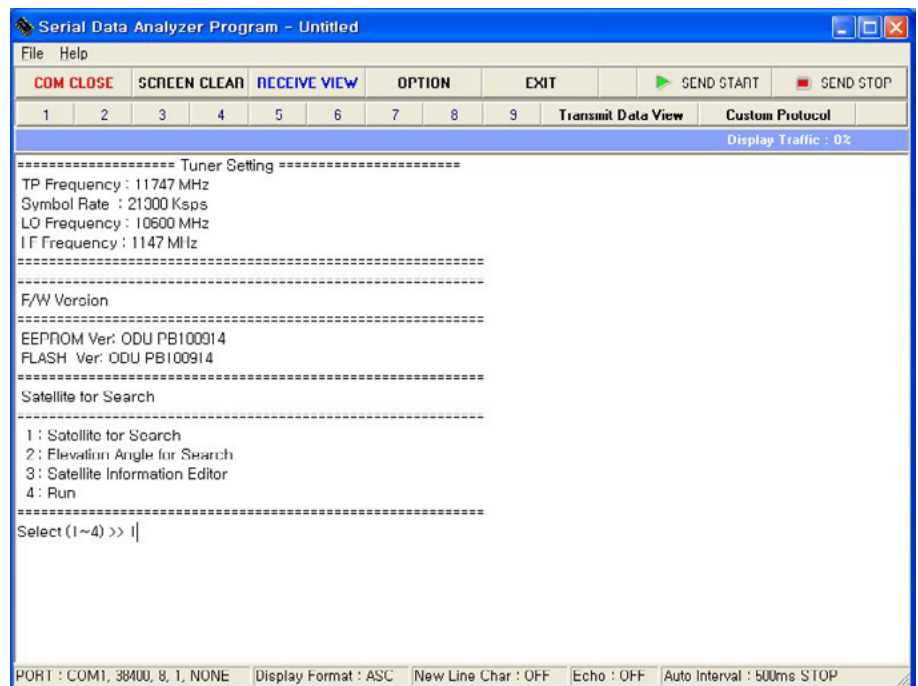 Serial Data Analyzer Program - Untitled
File Help
COM CLOSE SCREEN CLEAR RECEIVE VIEW OPTION EXIT SEND START SEND STOP
1 2 3 4 5 6 7 8 9 Transmit Data View Custom Protocol
Display Traffic : 0%
==================== Tuner Setting =======================
TP Frequency : 11747 MHz
Symbol Rate : 21300 Ksps
LO Frequency : 10600 MHz
I F Frequency : 1147 MHz
===========================================================
-----------------------------------------------------------
F/W Version
===========================================================
EEPROM Ver: ODU PB100914
FLASH Ver: ODU PB100914
===========================================================
Satellite for Search
-----------------------------------------------------------
1 : Satellite for Search
2 : Elevation Angle for Search
3 : Satellite Information Editor
4 : Run
===========================================================
Select (1~4) >> 1
PORT : COM1, 38400, 8, 1, NONE Display Format : ASC New Line Char : OFF Echo : OFF Auto Interval : 500ms STOP